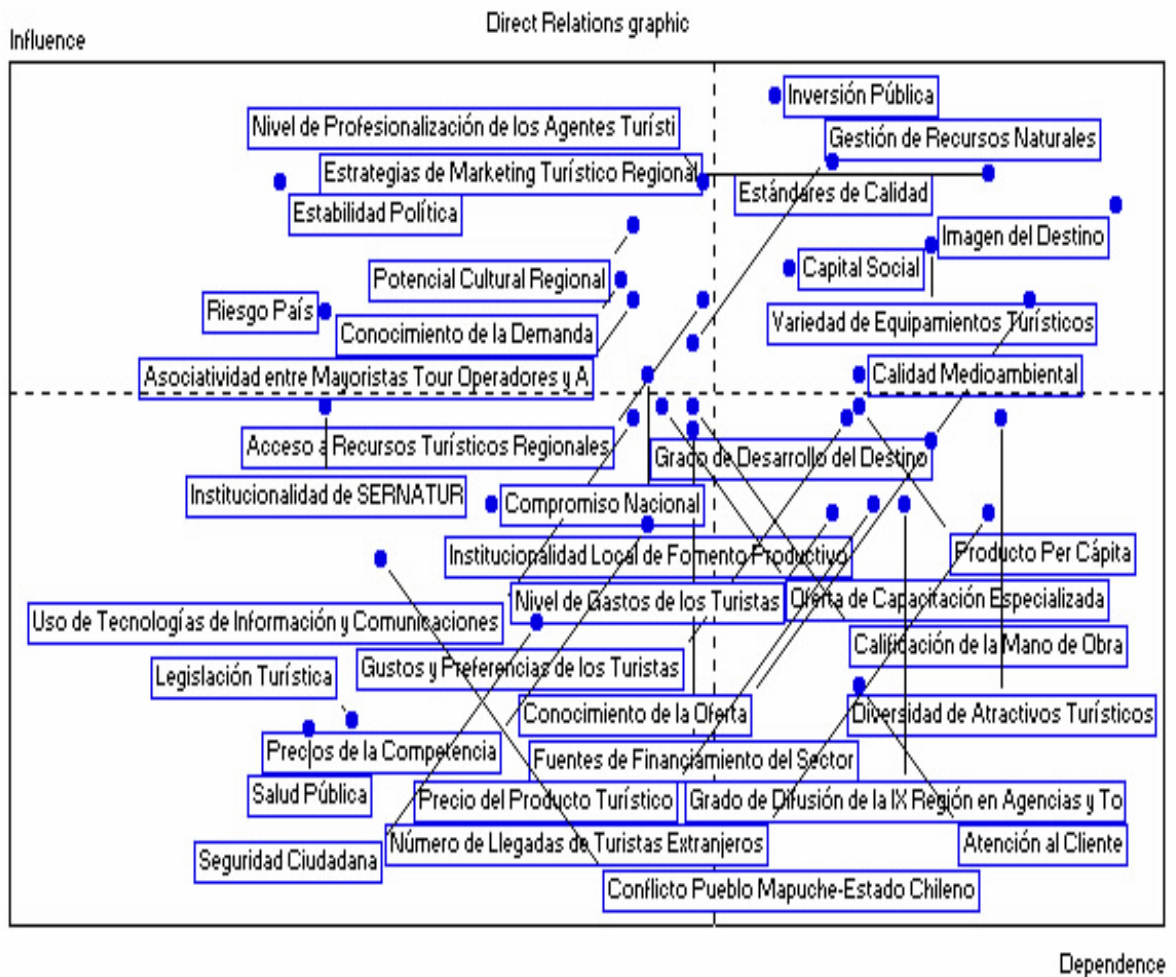 Direct Relations graphic
Influence
Inversión Pública
Nivel de Profesionalización de los Agentes Turísti
Gestión de Recursos Naturales
Estrategias de Marketing Turístico Regional
Estándares de Calidad
Estabilidad Política
Imagen del Destino
Capital Social
Potencial Cultural Regional
Riesgo País
Variedad de Equipamientos Turísticos
Conocimiento de la Demanda
Asociatividad entre Mayoristas Tour Operadores y A
Calidad Medioambiental
Acceso a Recursos Turísticos Regionales
Grado de Desarrollo del Destino
Institucionalidad de SERNATUR
Compromiso Nacional
Institucionalidad Local de Fomento Productivo
Producto Per Cápita
Nivel de Gastos de los Turistas
Oferta de Capacitación Especializada
Uso de Tecnologías de Información y Comunicaciones
Calificación de la Mano de Obra
Gustos y Preferencias de los Turistas
Legislación Turística
Conocimiento de la Oferta
Diversidad de Atractivos Turísticos
Precios de la Competencia
Fuentes de Financiamiento del Sector
Salud Pública
Precio del Producto Turístico
Grado de Difusión de la IX Región en Agencias y To
Número de Llegadas de Turistas Extranjeros
Atención al Cliente
Seguridad Ciudadana
Conflicto Pueblo Mapuche-Estado Chileno
Dependence